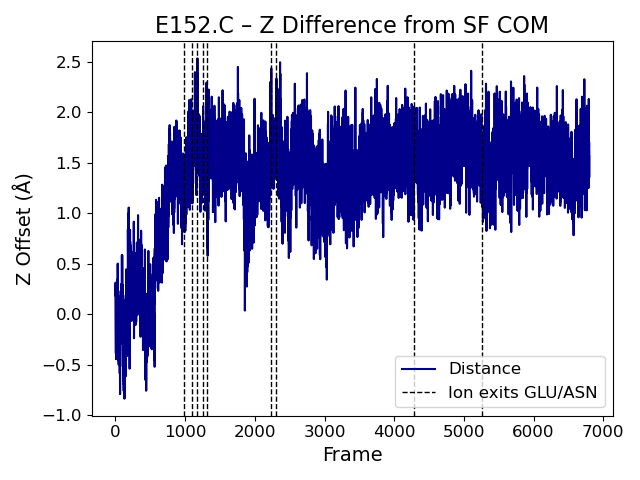 E152.C – Z Difference from SF COM
Z Offset (Å)
2.5
2.0
1.5
1.0
0.5
0.0
−0.5
−1.0
Distance
Ion exits GLU/ASN
0 1000 2000 3000 4000 5000 6000 7000
Frame